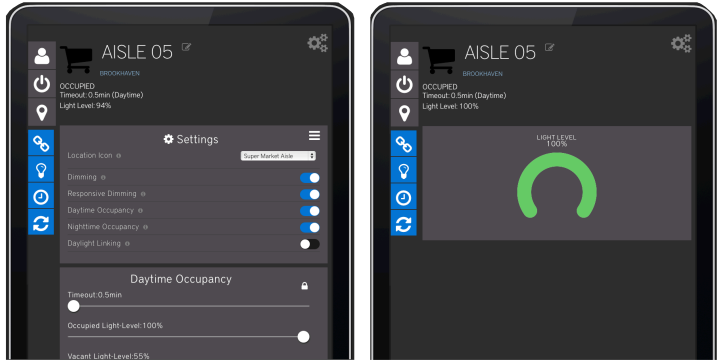 AISLE 05
BROOKHAVEN
OCCUPIED
Timeout: 0.5min (Daytime)
Light Level: 94%
Settings
Location Icon
Super Market Aisle
Dimming
Responsive Dimming
Daytime Occupancy
Nighttime Occupancy
Daylight Linking
Daytime Occupancy
Timeout:0.5min
Occupied Light-Level:100%
Vacant Light-Level:55%
AISLE 05
BROOKHAVEN
OCCUPIED
Timeout: 0.5min (Daytime)
Light Level: 100%
LIGHT LEVEL
100%